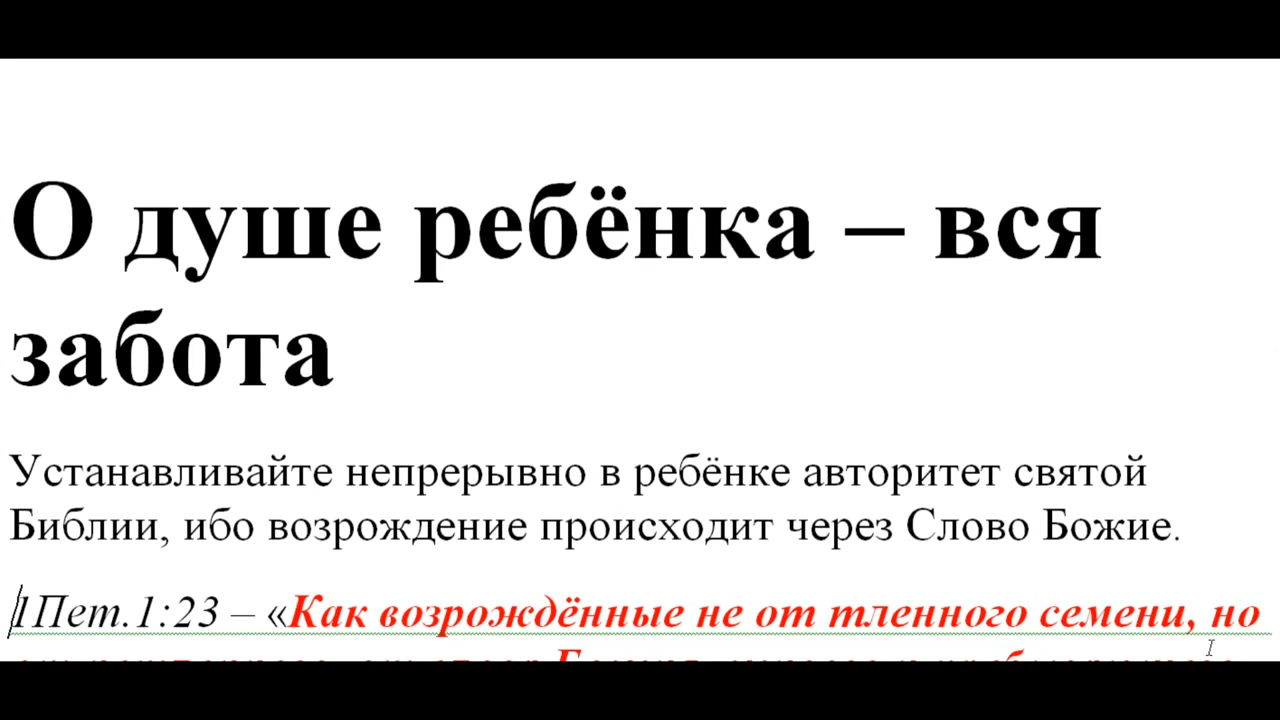 О душе ребёнка – вся
забота
Устанавливайте непрерывно в ребёнке авторитет святой
Библии, ибо возрождение происходит через Слово Божие.
1Пет.1:23 – «Как возрождённые не от тленного семени, но